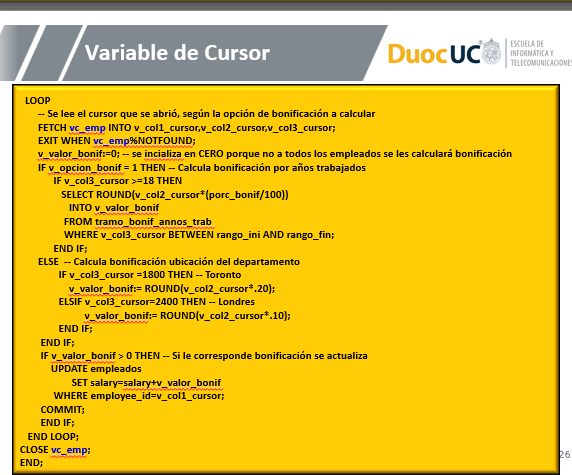 Variable de Cursor
DuocUC
ESCUELA DE
INFORMÁTICA Y
TELECOMUNICACIONES
LOOP
-- Se lee el cursor que se abrió, según la opción de bonificación a calcular
FETCH vc_emp INTO v_col1_cursor,v_col2_cursor,v_col3_cursor;
EXIT WHEN vc_emp%NOTFOUND;
v_valor_bonif:=0; -- se incializa en CERO porque no a todos los empleados se les calculará bonificación
IF v_opcion_bonif = 1 THEN -- Calcula bonificación por años trabajados
IF v_col3_cursor >=18 THEN
SELECT ROUND(v_col2_cursor*(porc_bonif/100))
INTO v_valor_bonif
FROM tramo_bonif_annos_trab
WHERE v_col3_cursor BETWEEN rango_ini AND rango_fin;
END IF;
ELSE -- Calcula bonificación ubicación del departamento
IF v_col3_cursor =1800 THEN -- Toronto
v_valor_bonif:= ROUND(v_col2_cursor*.20);
ELSIF v_col3_cursor=2400 THEN -- Londres
v_valor_bonif:= ROUND(v_col2_cursor*.10);
END IF;
END IF;
IF v_valor_bonif > 0 THEN -- Si le corresponde bonificación se actualiza
UPDATE empleados
SET salary=salary+v_valor_bonif
WHERE employee_id=v_col1_cursor;
COMMIT;
END IF;
END LOOP;
CLOSE vc_emp;
END;
26